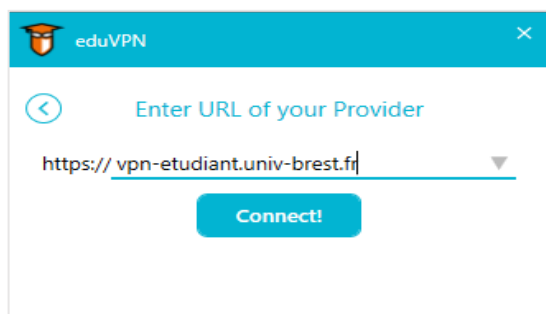 eduVPN
Enter URL of your Provider
https:// vpn-etudiant.univ-brest.fr
Connect!